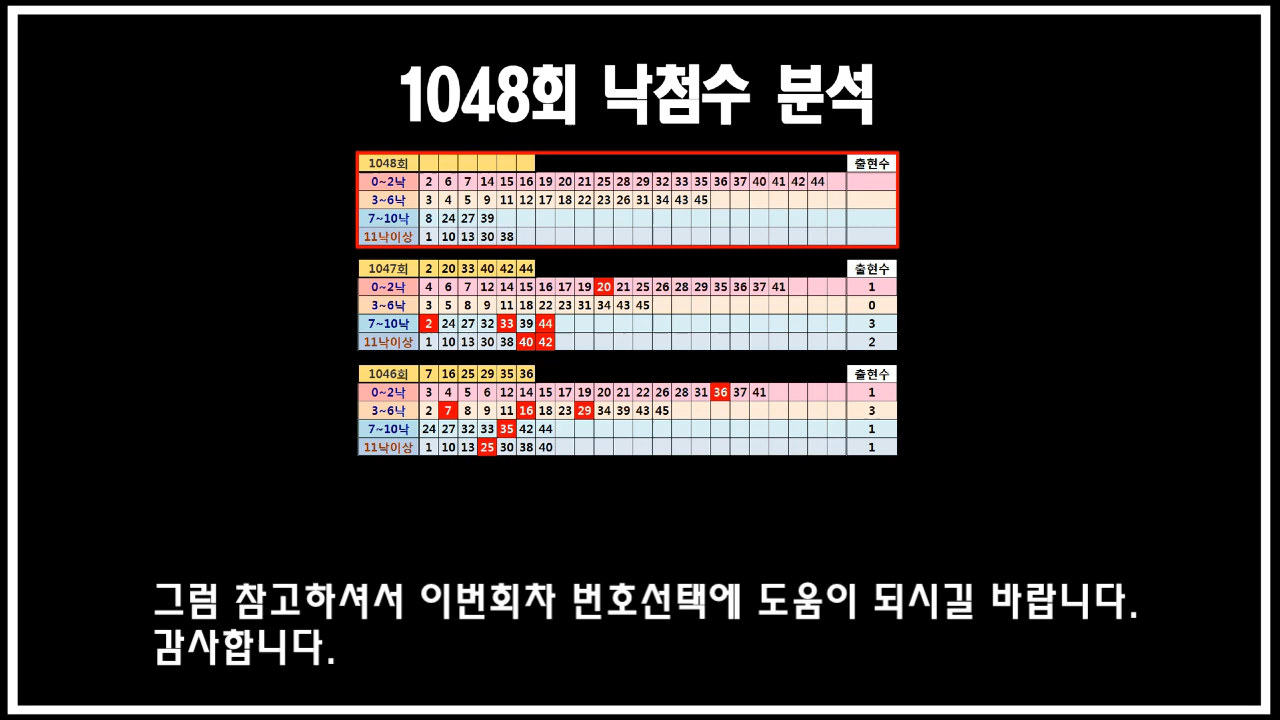 1048회 낙첨수 분석
1048회 출현수
0~2낙 2 6 7 14 15 16 19 20 21 25 28 29 32 33 35 36 37 40 41 42 44
3~6낙 3 4 5 9 11 12 17 18 22 23 26 31 34 43 45
7~10낙 8 24 27 39
11낙이상 1 10 13 30 38
1047회 2 20 33 40 42 44 출현수
0~2낙 4 6 7 12 14 15 16 17 19 20 21 25 26 28 29 35 36 37 41 1
3~6낙 3 5 8 9 11 18 22 23 31 34 43 45 0
7~10낙 2 24 27 32 33 39 44 3
11낙이상 1 10 13 30 38 40 42 2
1046회 7 16 25 29 35 36 출현수
0~2낙 3 4 5 6 12 14 15 17 19 20 21 22 26 28 31 36 37 41 1
3~6낙 2 7 8 9 11 16 18 23 29 34 39 43 45 3
7~10낙 24 27 32 33 35 42 44 1
11낙이상 1 10 13 25 30 38 40 1
그럼 참고하셔서 이번회차 번호선택에 도움이 되시길 바랍니다.
감사합니다.